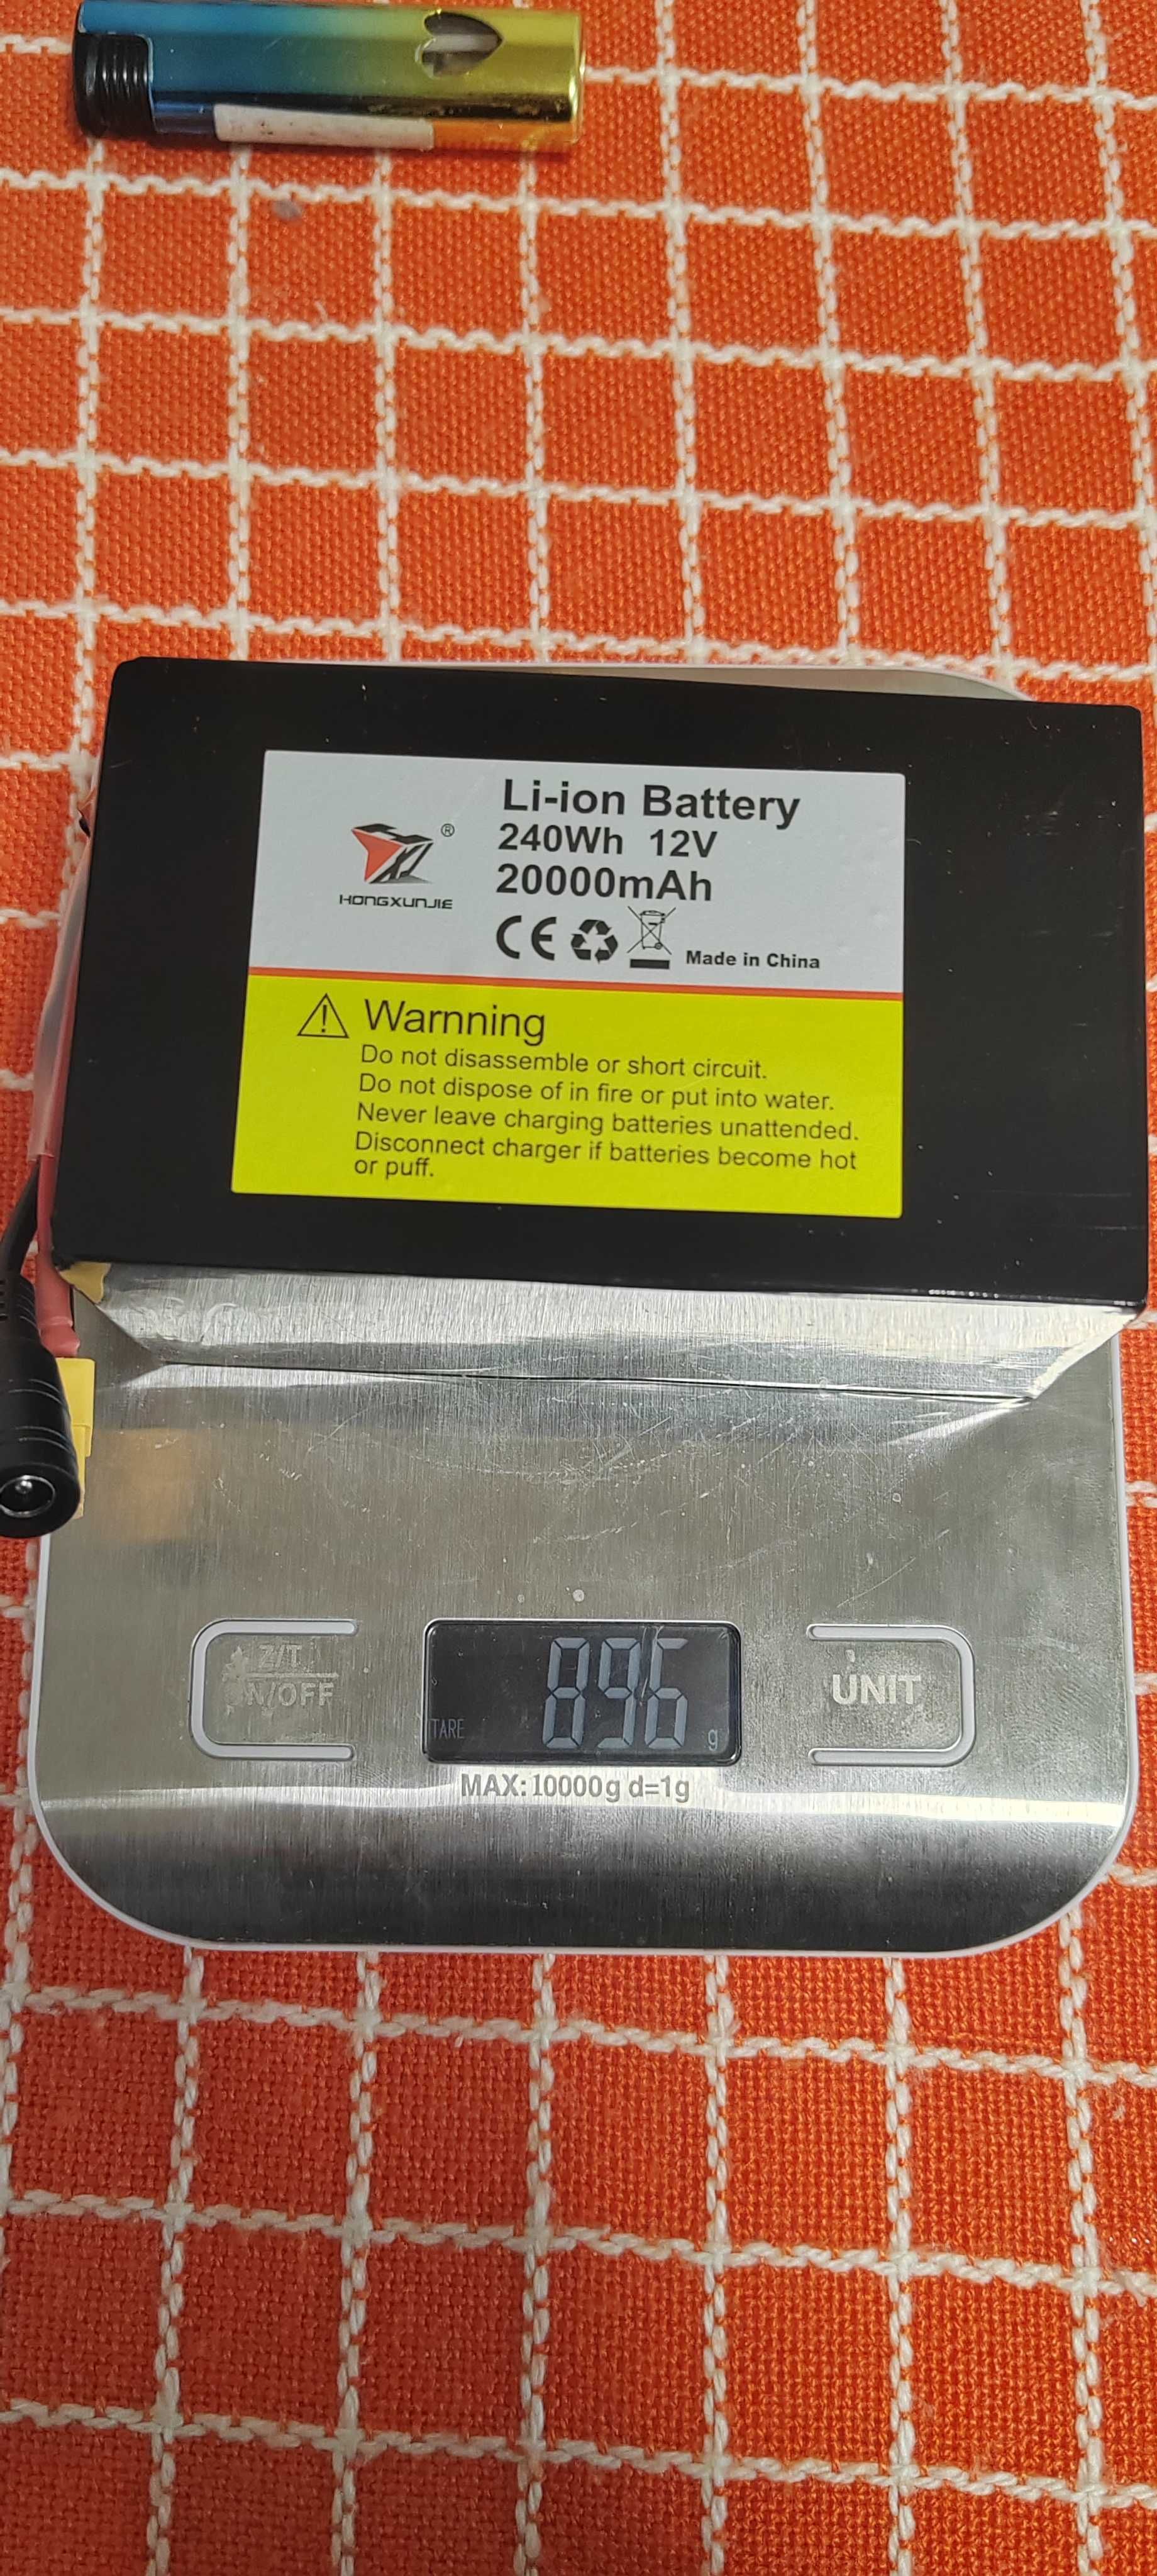 Li-ion Battery
240Wh 12V
20000mAh
®
HONGXUNJIE
CE
Made in China
Warnning
Do not disassemble or short circuit.
Do not dispose of in fire or put into water.
Never leave charging batteries unattended.
Disconnect charger if batteries become hot
or puff.
Z/T
N/OFF
TARE
896 g
UNIT
MAX:10000g d=1g